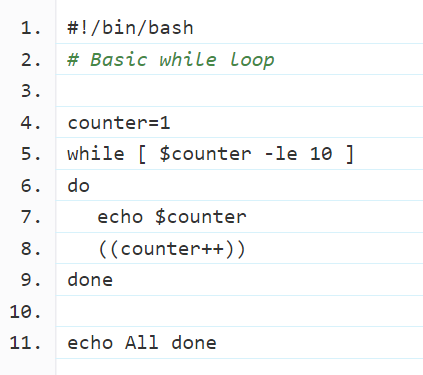 1. #!/bin/bash
2. # Basic while loop
3.
4. counter=1
5. while [ $counter -le 10 ]
6. do
7.    echo $counter
8.    ((counter++))
9. done
10.
11. echo All done